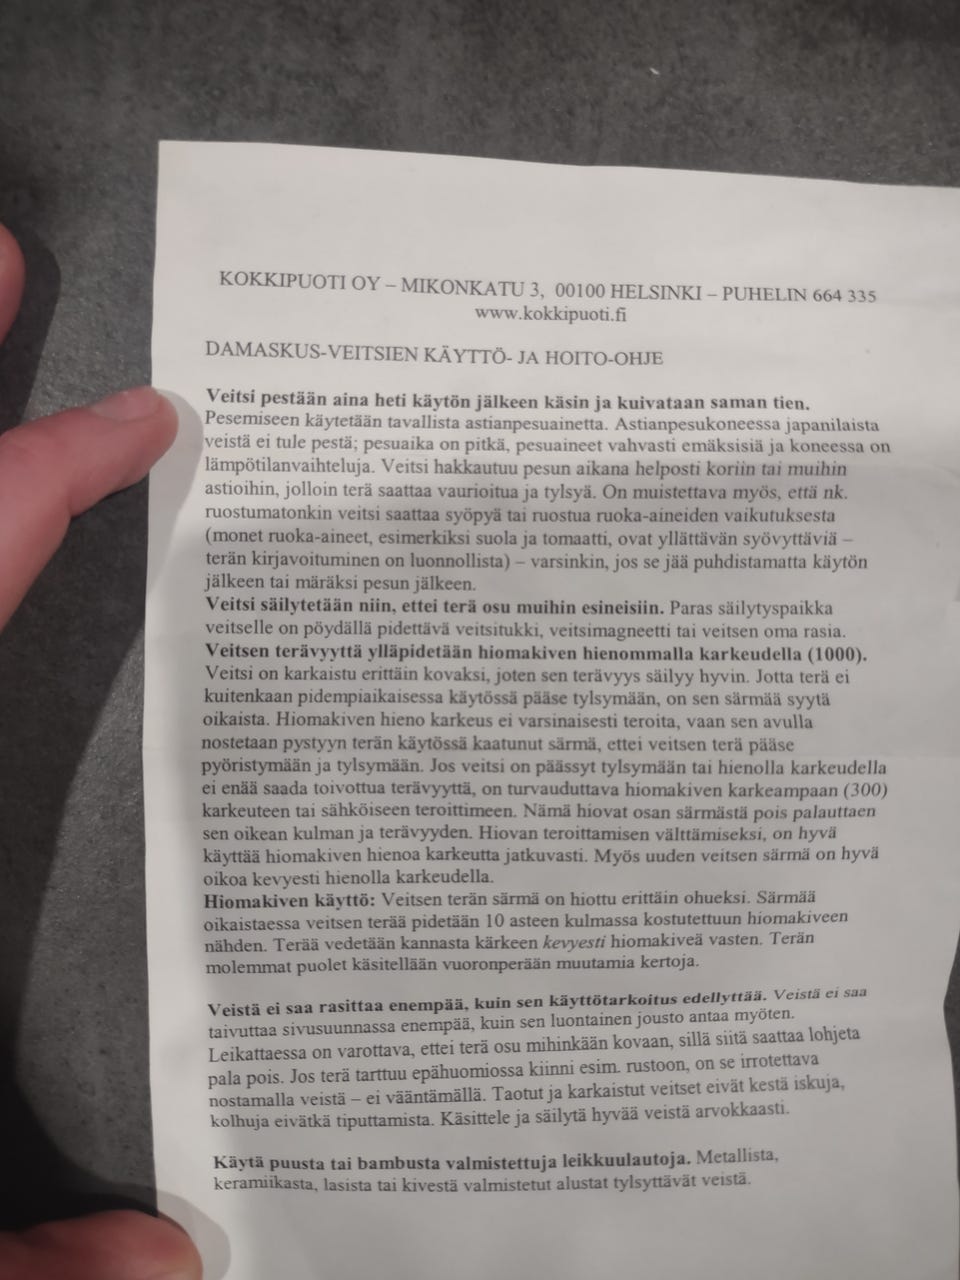 KOKKIPUOTI OY – MIKONKATU 3, 00100 HELSINKI – PUHELIN 664 335
www.kokkipuoti.fi
DAMASKUS-VEITSIEN KÄYTTÖ- JA HOITO-OHJE
Veitsi pestään aina heti käytön jälkeen käsin ja kuivataan saman tien.
Pesemiseen käytetään tavallista astianpesuainetta. Astianpesukoneessa japanilaista
veistä ei tule pestä; pesuaika on pitkä, pesuaineet vahvasti emäksisiä ja koneessa on
lämpötilanvaihteluja. Veitsi hakkautuu pesun aikana helposti koriin tai muihin
astioihin, jolloin terä saattaa vaurioitua ja tylsyä. On muistettava myös, että nk.
ruostumatonkin veitsi saattaa syöpyä tai ruostua ruoka-aineiden vaikutuksesta
(monet ruoka-aineet, esimerkiksi suola ja tomaatti, ovat yllättävän syövyttäviä –
terän kirjavoituminen on luonnollista) – varsinkin, jos se jää puhdistamatta käytön
jälkeen tai märäksi pesun jälkeen.
Veitsi säilytetään niin, ettei terä osu muihin esineisiin. Paras säilytyspaikka
veitselle on pöydällä pidettävä veitsitukki, veitsimagneetti tai veitsen oma rasia.
Veitsen terävyyttä ylläpidetään hiomakiven hienommalla karkeudella (1000).
Veitsi on karkaistu erittäin kovaksi, joten sen terävyys säilyy hyvin. Jotta terä ei
kuitenkaan pidempiaikaisessa käytössä pääse tylsymään, on sen särmää syytä
oikaista. Hiomakiven hieno karkeus ei varsinaisesti teroita, vaan sen avulla
nostetaan pystyyn terän käytössä kaatunut särmä, ettei veitsen terä pääse
pyöristymään ja tylsymään. Jos veitsi on päässyt tylsymään tai hienolla karkeudella
ei enää saada toivottua terävyyttä, on turvauduttava hiomakiven karkeampaan (300)
karkeuteen tai sähköiseen teroittimeen. Nämä hiovat osan särmästä pois palauttaen
sen oikean kulman ja terävyyden. Hiovan teroittamisen välttämiseksi, on hyvä
käyttää hiomakiven hienoa karkeutta jatkuvasti. Myös uuden veitsen särmä on hyvä
oikoa kevyesti hienolla karkeudella.
Hiomakiven käyttö: Veitsen terän särmä on hiottu erittäin ohueksi. Särmää
oikaistaessa veitsen terää pidetään 10 asteen kulmassa kostutettuun hiomakiveen
nähden. Terää vedetään kannasta kärkeen kevyesti hiomakiveä vasten. Terän
molemmat puolet käsitellään vuoronperään muutamia kertoja.
Veistä ei saa rasittaa enempää, kuin sen käyttötarkoitus edellyttää. Veistä ei saa
taivuttaa sivusuunnassa enempää, kuin sen luontainen jousto antaa myöten.
Leikattaessa on varottava, ettei terä osu mihinkään kovaan, sillä siitä saattaa lohjeta
pala pois. Jos terä tarttuu epähuomiossa kiinni esim. rustoon, on se irrotettava
nostamalla veistä – ei vääntämällä. Taotut ja karkaistut veitset eivät kestä iskuja,
kolhuja eivätkä tiputtamista. Käsittele ja säilytä hyvää veistä arvokkaasti.
Käytä puusta tai bambusta valmistettuja leikkuulautoja. Metallista,
keramiikasta, lasista tai kivestä valmistetut alustat tylsyttävät veistä.